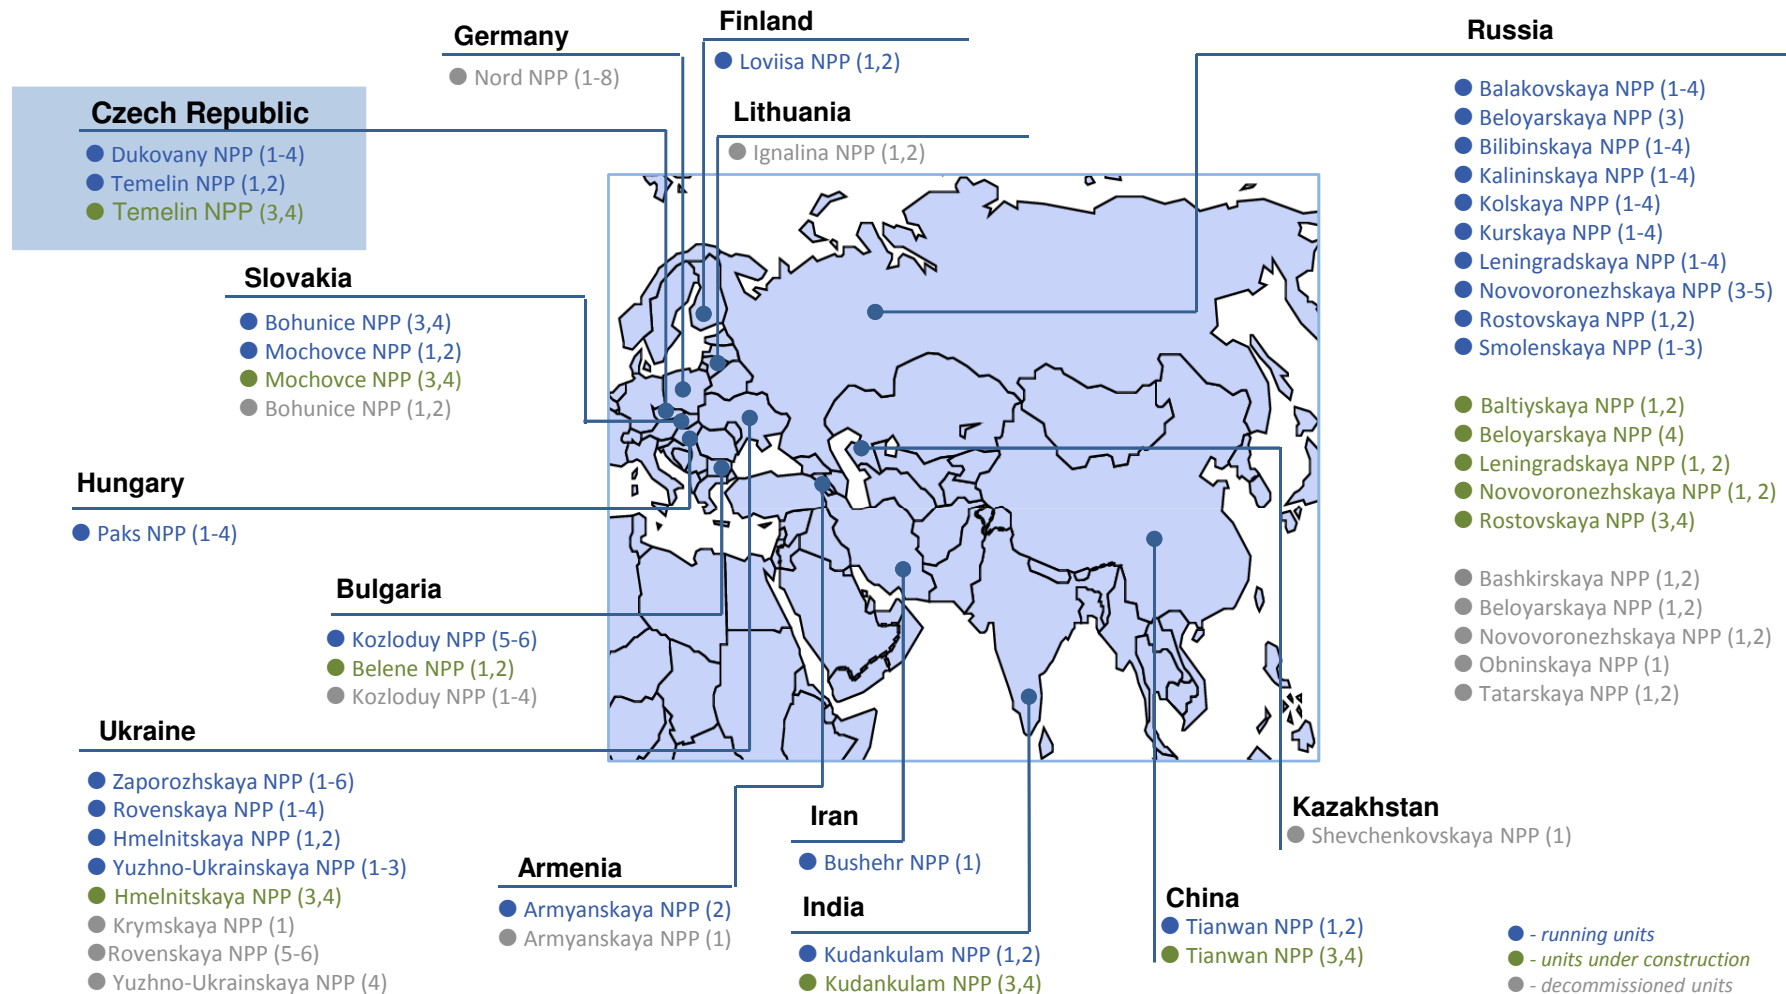 Finland
Loviisa NPP (1,2)
Germany
Nord NPP (1-8)
Russia
Balakovskaya NPP (1-4)
Beloyarskaya NPP (3)
Bilibinskaya NPP (1-4)
Kalininskaya NPP (1-4)
Kolskaya NPP (1-4)
Kurskaya NPP (1-4)
Leningradskaya NPP (1-4)
Novovoronezhskaya NPP (3-5)
Rostovskaya NPP (1,2)
Smolenskaya NPP (1-3)
Baltiyskaya NPP (1,2)
Beloyarskaya NPP (4)
Leningradskaya NPP (1, 2)
Novovoronezhskaya NPP (1, 2)
Rostovskaya NPP (3,4)
Bashkirskaya NPP (1,2)
Beloyarskaya NPP (1,2)
Novovoronezhskaya NPP (1,2)
Obninskaya NPP (1)
Tatarskaya NPP (1,2)
Czech Republic
Dukovany NPP (1-4)
Temelin NPP (1,2)
Temelin NPP (3,4)
Lithuania
Ignalina NPP (1,2)
Slovakia
Bohunice NPP (3,4)
Mochovce NPP (1,2)
Mochovce NPP (3,4)
Bohunice NPP (1,2)
Hungary
Paks NPP (1-4)
Bulgaria
Kozloduy NPP (5-6)
Belene NPP (1,2)
Kozloduy NPP (1-4)
Ukraine
Zaporozhskaya NPP (1-6)
Rovenskaya NPP (1-4)
Hmelnitskaya NPP (1,2)
Yuzhno-Ukrainskaya NPP (1-3)
Hmelnitskaya NPP (3,4)
Krymskaya NPP (1)
Rovenskaya NPP (5-6)
Yuzhno-Ukrainskaya NPP (4)
Armenia
Armyanskaya NPP (2)
Armyanskaya NPP (1)
Iran
Bushehr NPP (1)
India
Kudankulam NPP (1,2)
Kudankulam NPP (3,4)
Kazakhstan
Shevchenkovskaya NPP (1)
China
Tianwan NPP (1,2)
Tianwan NPP (3,4)
- running units
- units under construction
- decommissioned units